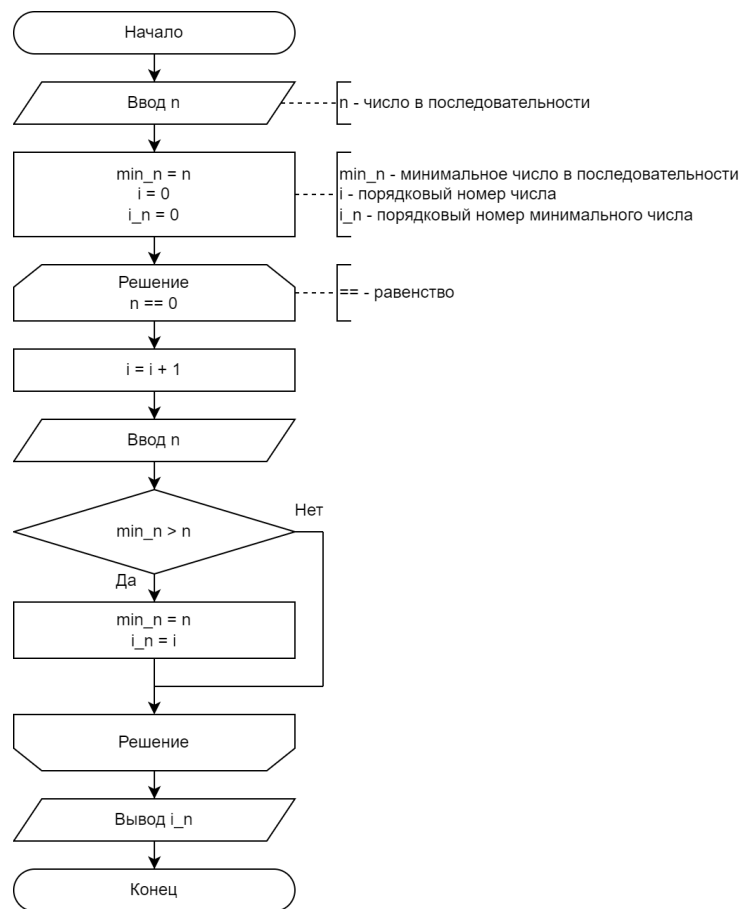 Начало
Ввод n
n - число в последовательности
min_n = n
i = 0
i_n = 0
min_n - минимальное число в последовательности
i - порядковый номер числа
i_n - порядковый номер минимального числа
Решение
n == 0
== - равенство
i = i + 1
Ввод n
min_n > n
Нет
Да
min_n = n
i_n = i
Решение
Вывод i_n
Конец